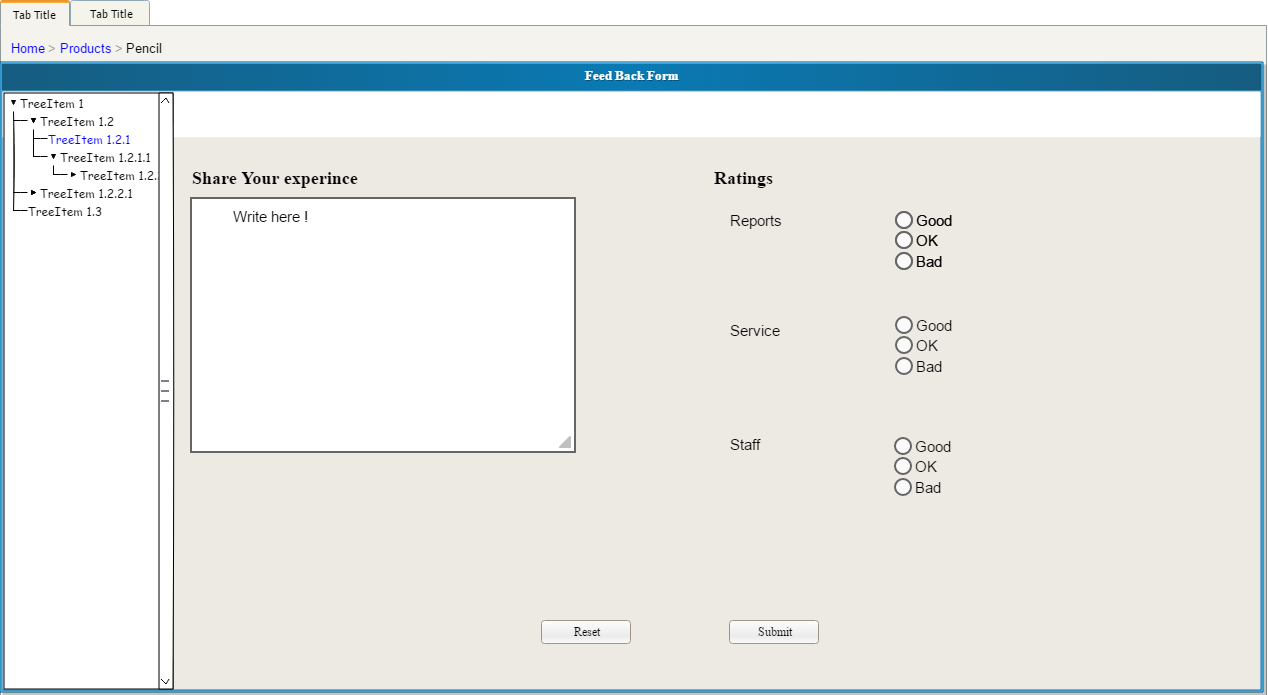 Tab Title Tab Title
Home > Products > Pencil
Feed Back Form
TreeItem 1
TreeItem 1.2
TreeItem 1.2.1
TreeItem 1.2.1.1
TreeItem 1.2.
TreeItem 1.2.2.1
TreeItem 1.3
Share Your experince
Write here !
Ratings
Reports
Good
OK
Bad
Service
Good
OK
Bad
Staff
Good
OK
Bad
Reset Submit